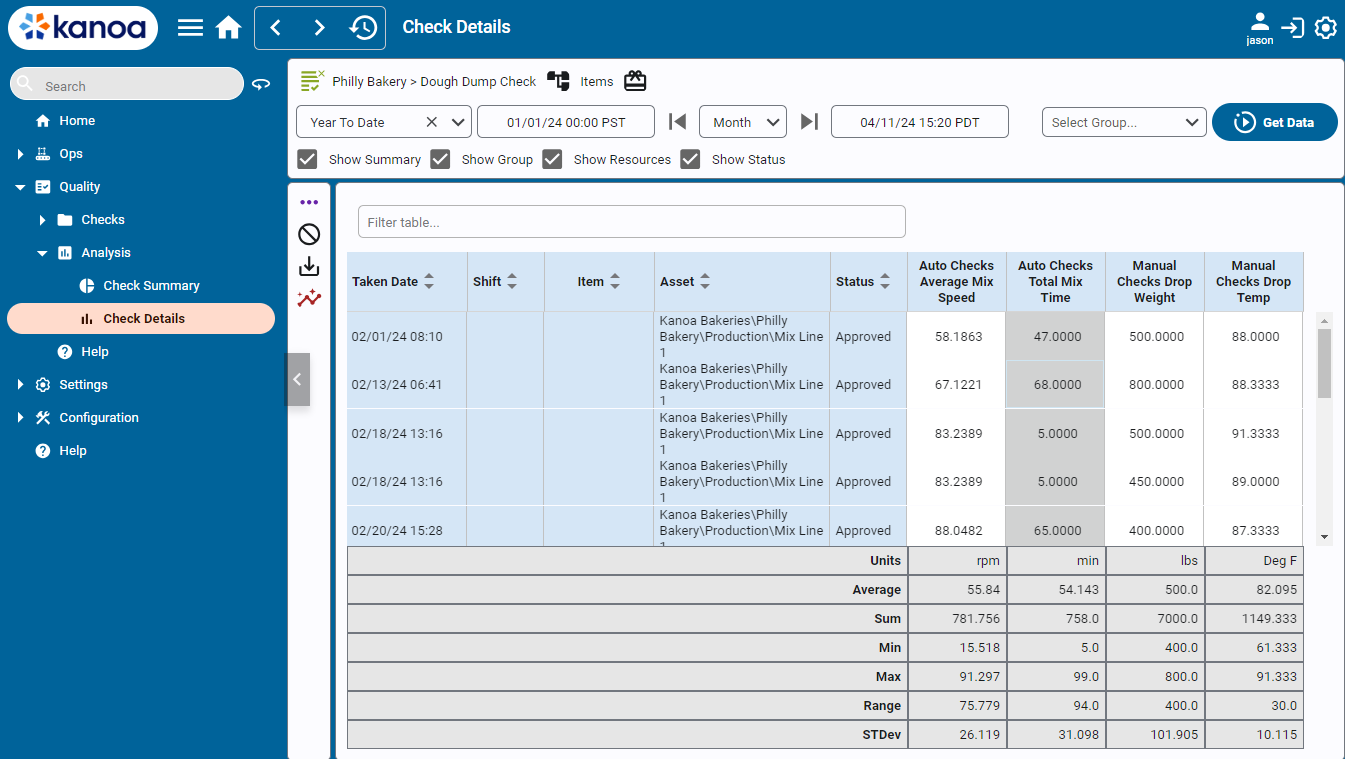 kanoa
Check Details
jason
Search
Home
Ops
Quality
Checks
Analysis
Check Summary
Check Details
Help
Settings
Configuration
Help
Philly Bakery > Dough Dump Check
Items
Year To Date
01/01/24 00:00 PST
Month
04/11/24 15:20 PDT
Select Group...
Get Data
Show Summary
Show Group
Show Resources
Show Status
Filter table...
Taken Date
Shift
Item
Asset
Status
Auto Checks
Average Mix
Speed
Auto Checks
Total Mix
Time
Manual
Checks Drop
Weight
Manual
Checks Drop
Temp
02/01/24 08:10
Kanoa Bakeries\Philly
Bakery\Production\Mix Line
1
Approved
58.1863
47.0000
500.0000
88.0000
02/13/24 06:41
Kanoa Bakeries\Philly
Bakery\Production\Mix Line
1
Approved
67.1221
68.0000
800.0000
88.3333
02/18/24 13:16
Kanoa Bakeries\Philly
Bakery\Production\Mix Line
1
Approved
83.2389
5.0000
500.0000
91.3333
02/18/24 13:16
Kanoa Bakeries\Philly
Bakery\Production\Mix Line
1
Approved
83.2389
5.0000
450.0000
89.0000
02/20/24 15:28
Kanoa Bakeries\Philly
Bakery\Production\Mix Line
Approved
88.0482
65.0000
400.0000
87.3333
Units rpm min lbs Deg F
Average 55.84 54.143 500.0 82.095
Sum 781.756 758.0 7000.0 1149.333
Min 15.518 5.0 400.0 61.333
Max 91.297 99.0 800.0 91.333
Range 75.779 94.0 400.0 30.0
STDev 26.119 31.098 101.905 10.115